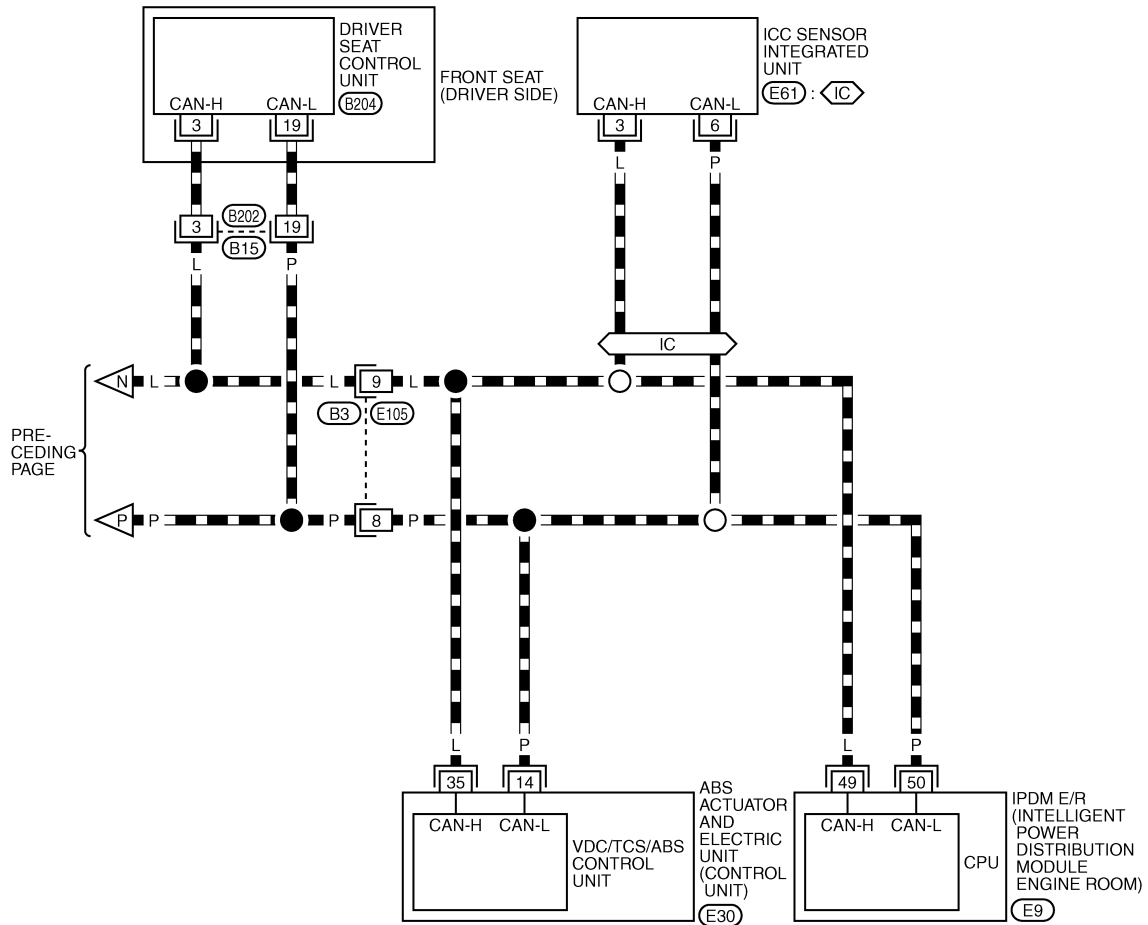 DRIVER
SEAT
CONTROL
UNIT
B204
CAN-H
CAN-L
3
19
FRONT SEAT
(DRIVER SIDE)
ICC SENSOR
INTEGRATED
UNIT
E61 : IC
CAN-H
CAN-L
3
6
L
P
3
B202
19
B15
L
P
IC
N
L
L
9
L
B3
E105
PRE-
CEDING
PAGE
P
P
P
8
P
L
P
L
P
35
14
49
50
CAN-H
CAN-L
VDC/TCS/ABS
CONTROL
UNIT
ABS
ACTUATOR
AND
ELECTRIC
UNIT
(CONTROL
UNIT)
E30
CAN-H
CAN-L
CPU
IPDM E/R
(INTELLIGENT
POWER
DISTRIBUTION
MODULE
ENGINE ROOM)
E9